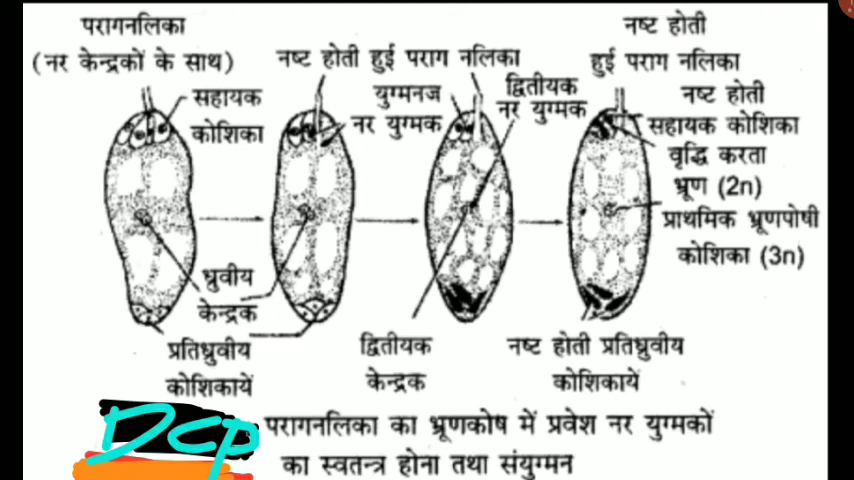 परागनलिका
(नर केन्द्रकों के साथ)
सहायक
कोशिका
नष्ट होती हुई पराग नलिका
युग्मनज
नर युग्मक
द्वितीयक
नर युग्मक
नष्ट होती
हुई पराग नलिका
नष्ट होती
सहायक कोशिका
वृद्धि करता
भ्रूण (2n)
प्राथमिक भ्रूणपोषी
कोशिका (3n)
ध्रुवीय
केन्द्रक
प्रतिध्रुवीय
कोशिकायें
द्वितीयक
केन्द्रक
नष्ट होती प्रतिध्रुवीय
कोशिकायें
DCP
परागनलिका का भ्रूणकोष में प्रवेश नर युग्मकों
का स्वतन्त्र होना तथा संयुग्मन